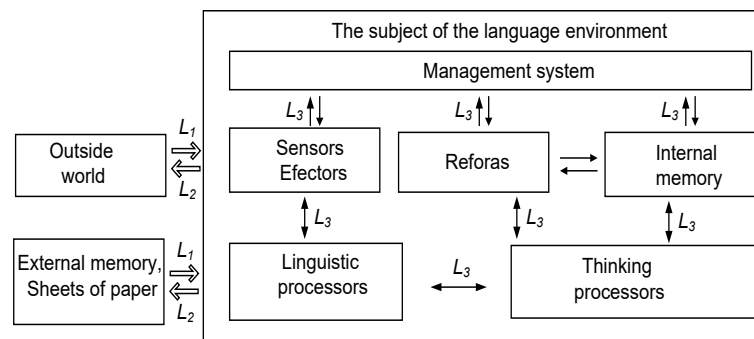 The subject of the language environment
Management system
L3 L3 L3
L1
Outside
world
L2
Sensors
Efectors
Reforas
Internal
memory
L3 L3 L3
L1
External memory,
Sheets of paper
L2
Linguistic
processors
L3
Thinking
processors